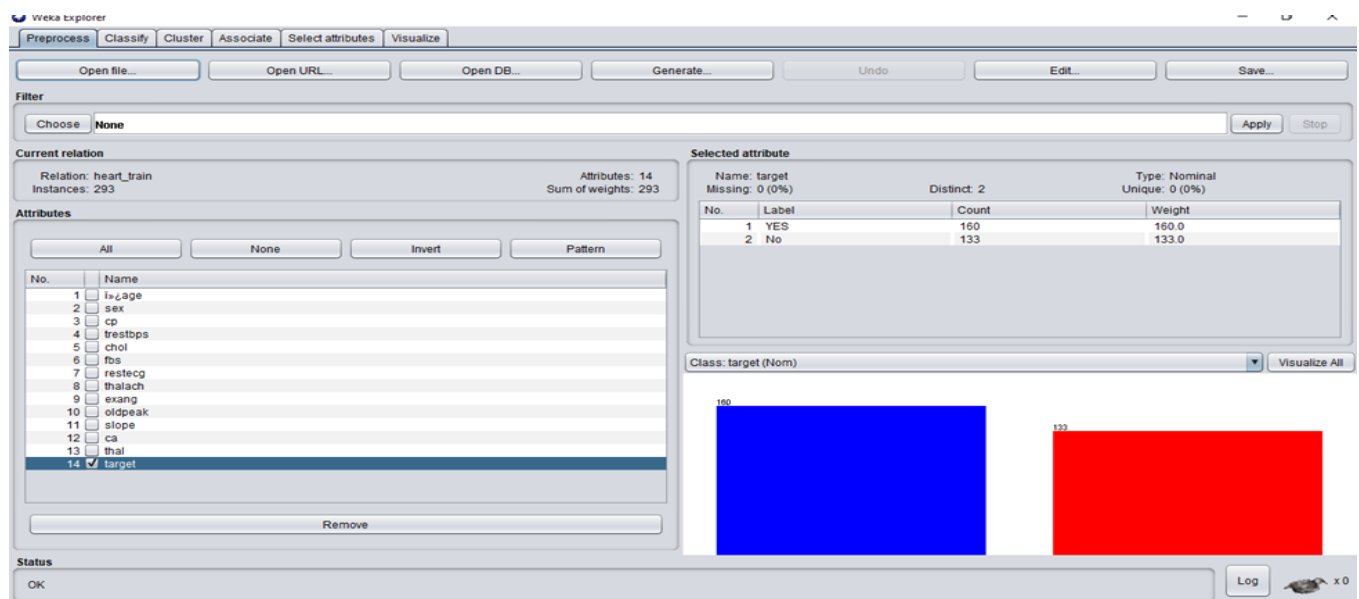 Weka Explorer
Preprocess Classify Cluster Associate Select attributes Visualize
Open file... Open URL... Open DB... Generate... Undo Edit... Save...
Filter
Choose None Apply Stop
Current relation
Relation: heart_train Attributes: 14
Instances: 293 Sum of weights: 293
Attributes
All None Invert Pattern
No. Name
1 ï»¿age
2 sex
3 cp
4 trestbps
5 chol
6 fbs
7 restecg
8 thalach
9 exang
10 oldpeak
11 slope
12 ca
13 thal
14 target
Remove
Selected attribute
Name: target Type: Nominal
Missing: 0 (0%) Distinct: 2 Unique: 0 (0%)
No. Label Count Weight
1 YES 160 160.0
2 No 133 133.0
Class: target (Nom) Visualize All
160
133
Status
OK Log x 0